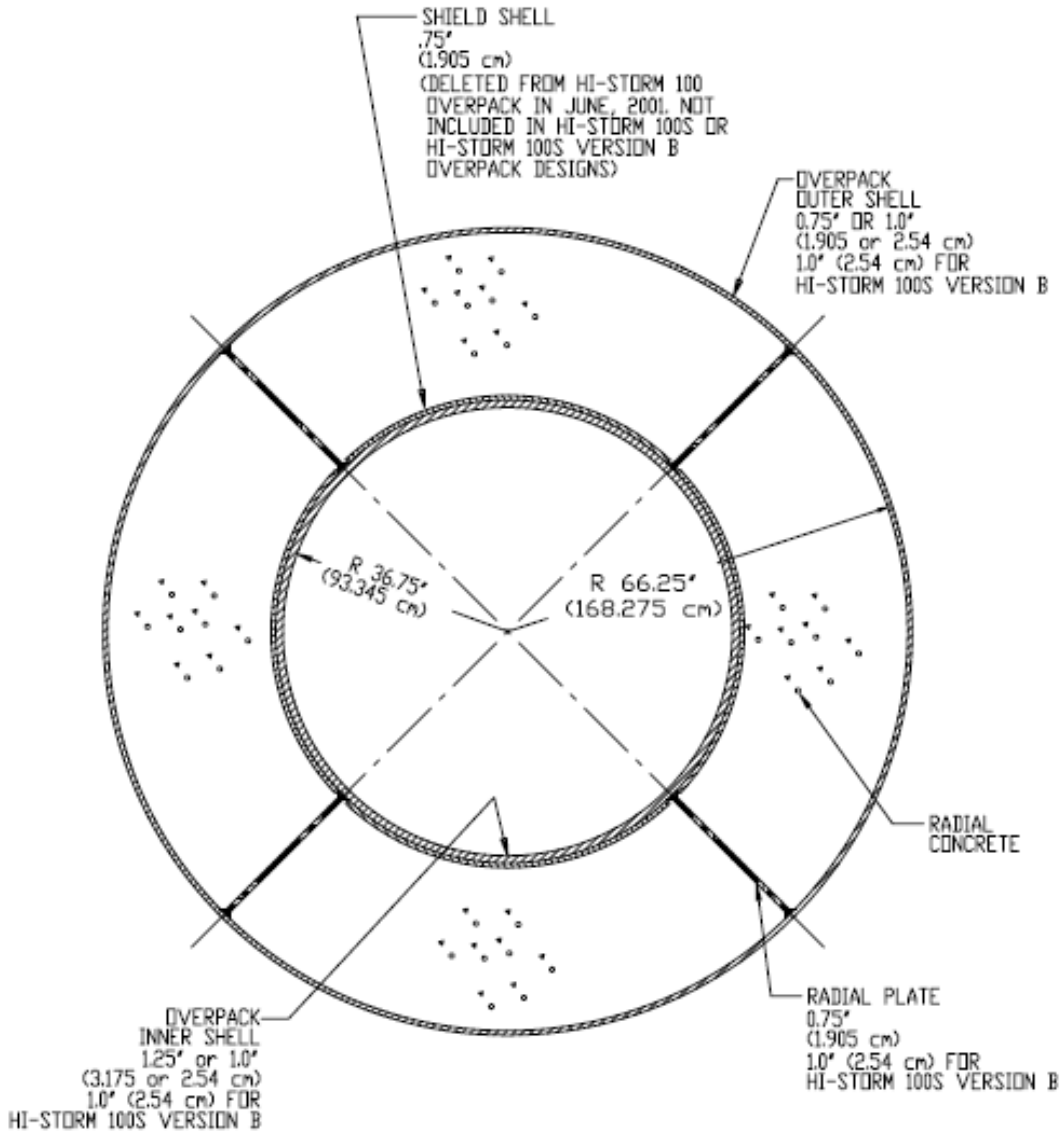 SHIELD SHELL
.75"
(1.905 cm)
(DELETED FROM HI-STORM 100
OVERPACK IN JUNE, 2001. NOT
INCLUDED IN HI-STORM 100S OR
HI-STORM 100S VERSION B
OVERPACK DESIGNS)
OVERPACK
OUTER SHELL
0.75" OR 1.0"
(1.905 or 2.54 cm)
1.0" (2.54 cm) FOR
HI-STORM 100S VERSION B
R 36.75"
(93.345 cm)
R 66.25"
(168.275 cm)
RADIAL
CONCRETE
OVERPACK
INNER SHELL
1.25" or 1.0"
(3.175 or 2.54 cm)
1.0" (2.54 cm) FOR
HI-STORM 100S VERSION B
RADIAL PLATE
0.75"
(1.905 cm)
1.0" (2.54 cm) FOR
HI-STORM 100S VERSION B